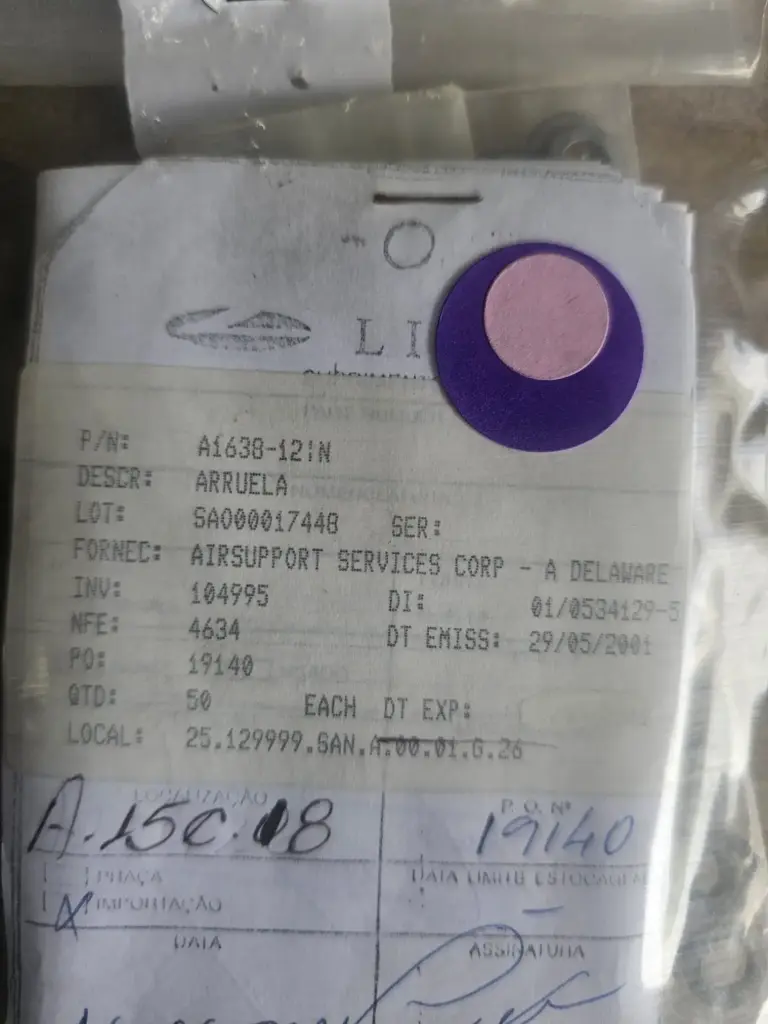 LI
P/N: A1638-12:N
DESCR: ARRUELA
LOT: SAO00017448 SER:
FORNEC: AIRSUPPORT SERVICES CORP - A DELAWARE
INV: 104995 DI: 01/0534129-5
NFE: 4634 DT EMISS: 29/05/2001
PO: 19140
QTD: 50 EACH DT EXP:
LOCAL: 25.129999.SAN.A.00.01.G.26
LOCALIZAÇÃO P.O. Nº
A.15C.18 19140
PRAÇA DATA LIMITE ESTOCAGEM
X IMPORTAÇÃO -
DATA ASSINATURA